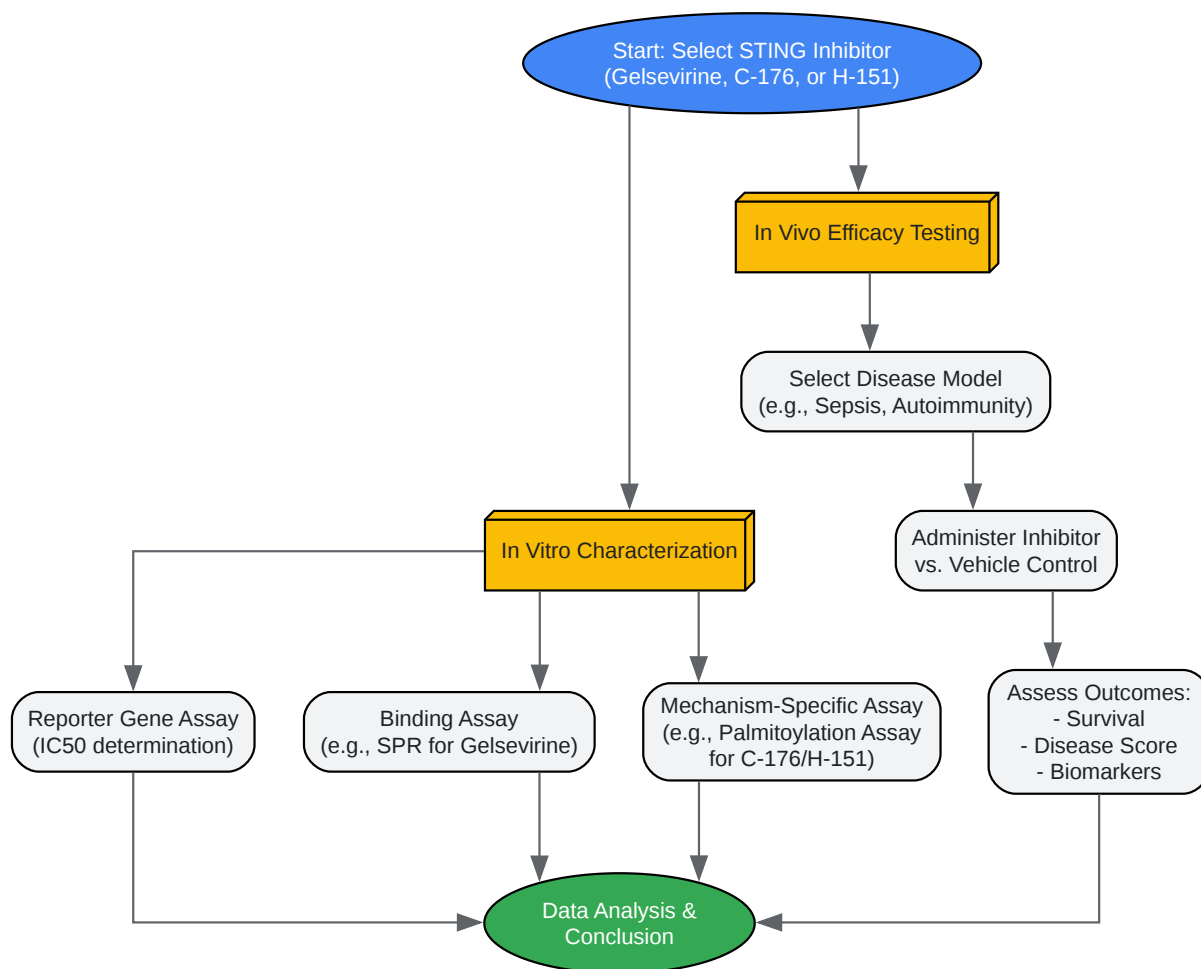 Start: Select STING Inhibitor
(Gelsevirine, C-176, or H-151)
In Vivo Efficacy Testing
Select Disease Model
(e.g., Sepsis, Autoimmunity)
In Vitro Characterization
Administer Inhibitor
vs. Vehicle Control
Reporter Gene Assay
(IC50 determination)
Binding Assay
(e.g., SPR for Gelsevirine)
Mechanism-Specific Assay
(e.g., Palmitoylation Assay
for C-176/H-151)
Assess Outcomes:
- Survival
- Disease Score
- Biomarkers
Data Analysis &
Conclusion